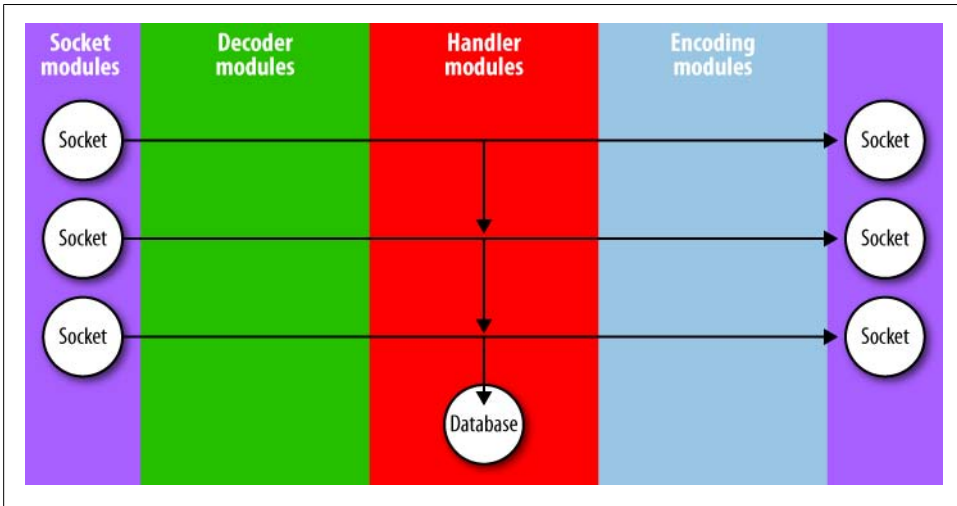 Socket
modules
Decoder
modules
Handler
modules
Encoding
modules
Socket
Socket
Socket
Socket
Socket
Socket
Database